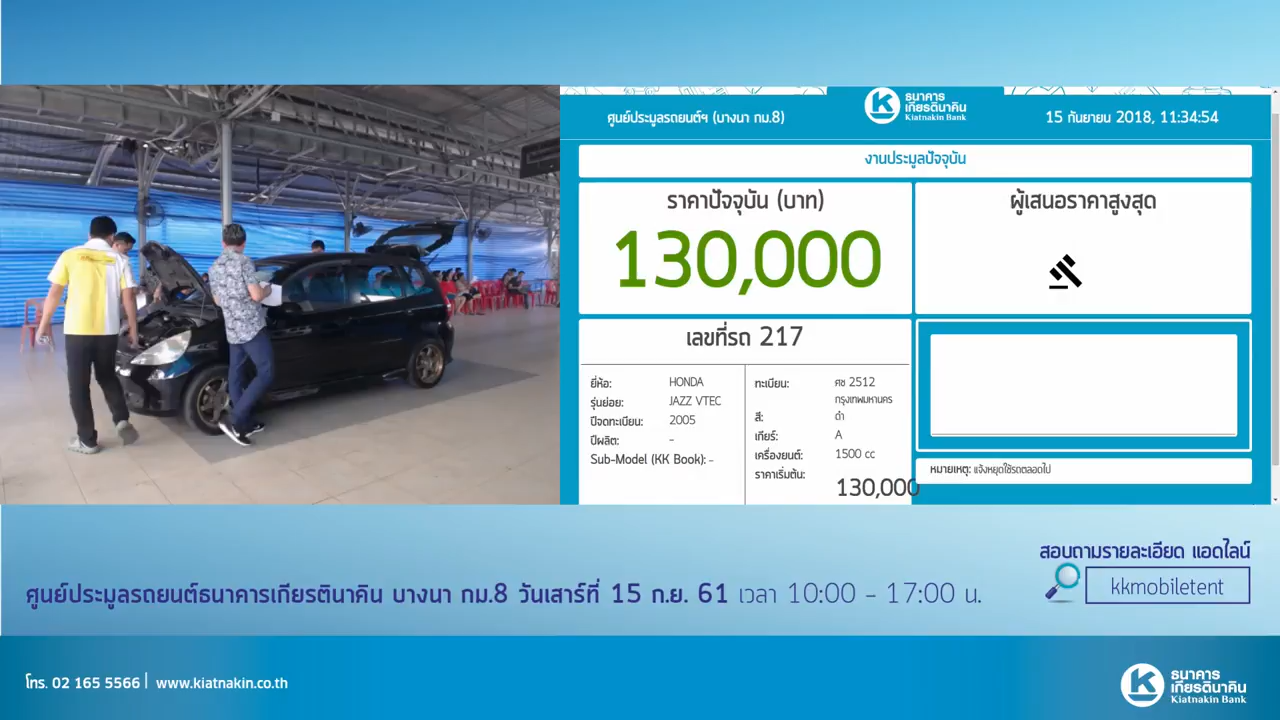 ศูนย์ประมูลรถยนต์ฯ (บางนา กม.8)
ธนาคาร
เกียรตินาคิน
Kiatnakin Bank
15 กันยายน 2018, 11:34:54
งานประมูลปัจจุบัน
ราคาปัจจุบัน (บาท)
130,000
ผู้เสนอราคาสูงสุด
เลขที่รถ 217
ยี่ห้อ: HONDA
รุ่นย่อย: JAZZ VTEC
ปีจดทะเบียน: 2005
ปีผลิต: -
Sub-Model (KK Book): -
ทะเบียน: ศช 2512
กรุงเทพมหานคร
สี: ดำ
เกียร์: A
เครื่องยนต์: 1500 cc
ราคาเริ่มต้น: 130,000
หมายเหตุ: แจ้งหยุดใช้รถตลอดไป
สอบถามรายละเอียด แอดไลน์
kkmobiletent
ศูนย์ประมูลรถยนต์ธนาคารเกียรตินาคิน บางนา กม.8 วันเสาร์ที่ 15 ก.ย. 61 เวลา 10:00 - 17:00 น.
โทร. 02 165 5566 | www.kiatnakin.co.th
ธนาคาร
เกียรตินาคิน
Kiatnakin Bank